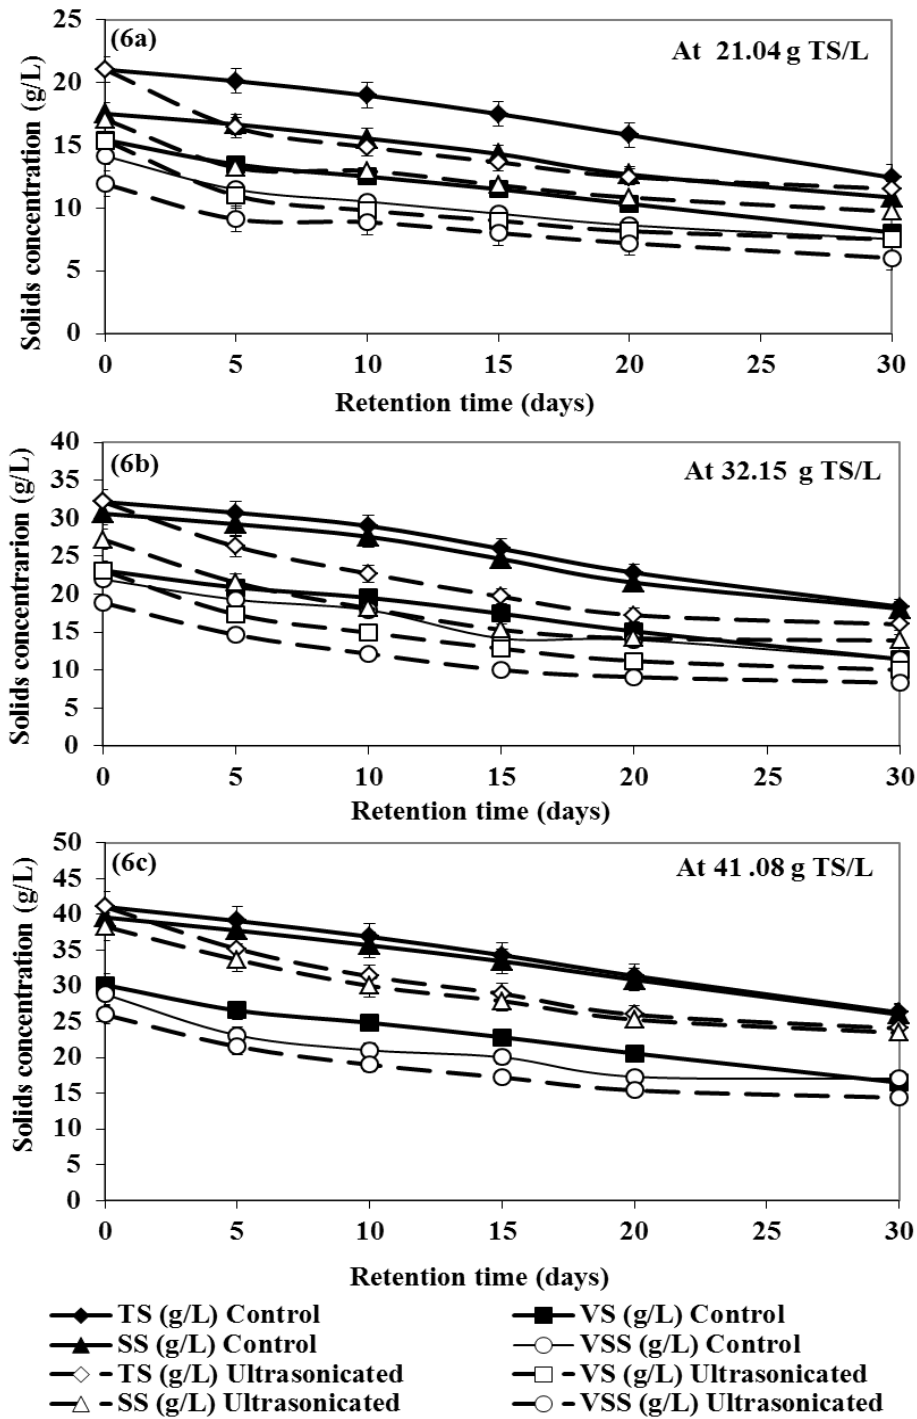 (6a)
At 21.04 g TS/L
Solids concentration (g/L)
25
20
15
10
5
0
0 5 10 15 20 25 30
Retention time (days)
(6b)
At 32.15 g TS/L
Solids concentrarion (g/L)
40
35
30
25
20
15
10
5
0
0 5 10 15 20 25 30
Retention time (days)
(6c)
At 41 .08 g TS/L
Solids concentration (g/L)
50
45
40
35
30
25
20
15
10
5
0
0 5 10 15 20 25 30
Retention time (days)
TS (g/L) Control
VS (g/L) Control
SS (g/L) Control
VSS (g/L) Control
TS (g/L) Ultrasonicated
VS (g/L) Ultrasonicated
SS (g/L) Ultrasonicated
VSS (g/L) Ultrasonicated